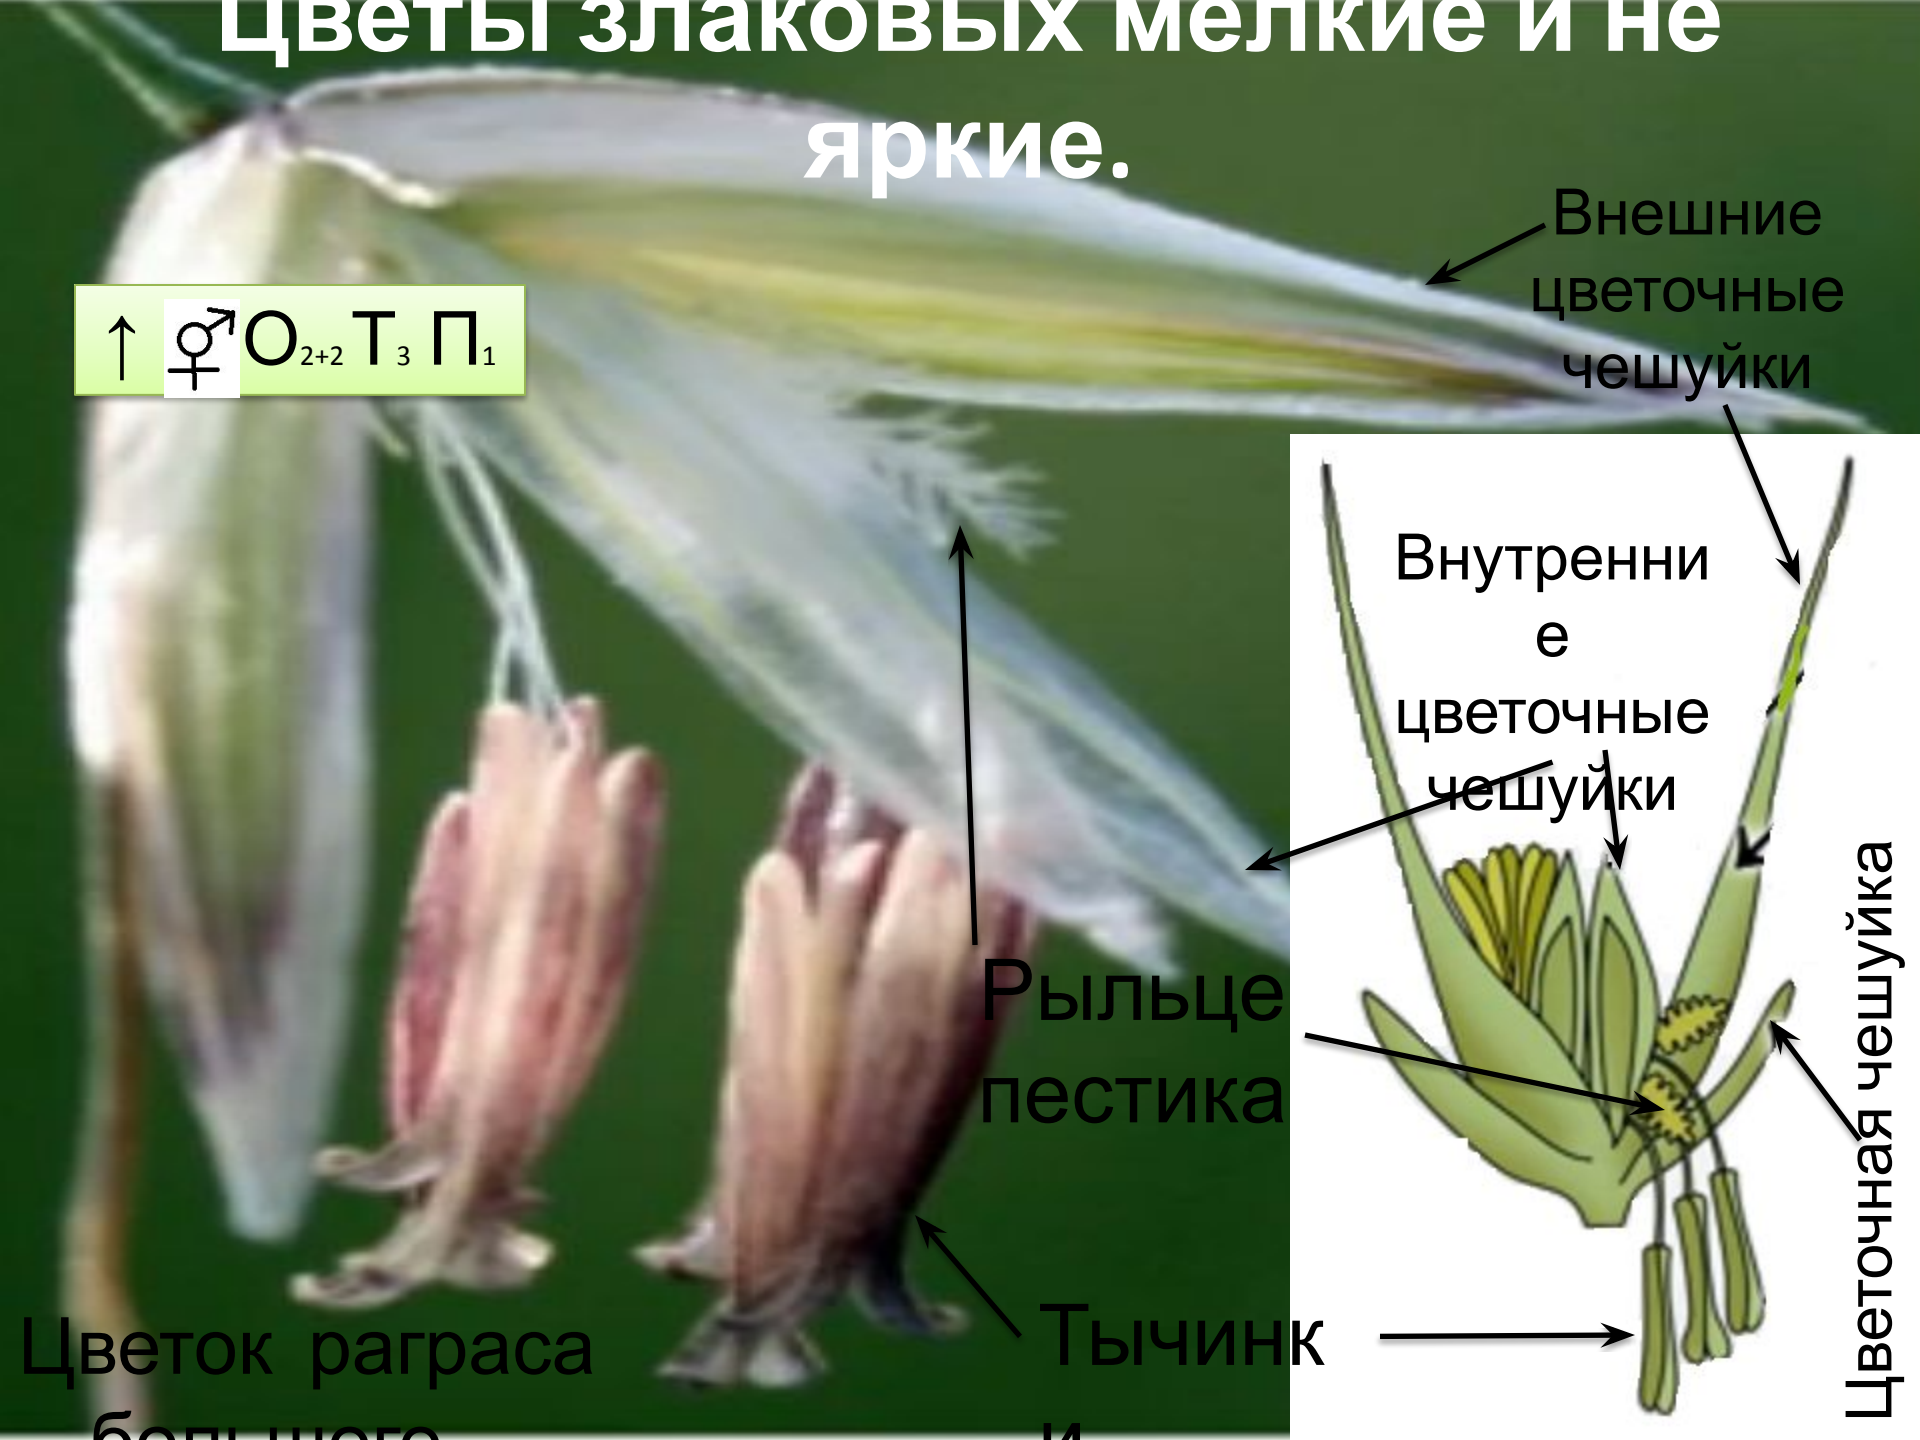 Цветы злаковых мелкие и не
яркие.
Внешние
цветочные
чешуйки
↑ ⚥ О2+2 Т3 П1
Внутренни
е
цветочные
чешуйки
Цветочная чешуйка
Рыльце
пестика
Тычинк
и
Цветок раграса
большого